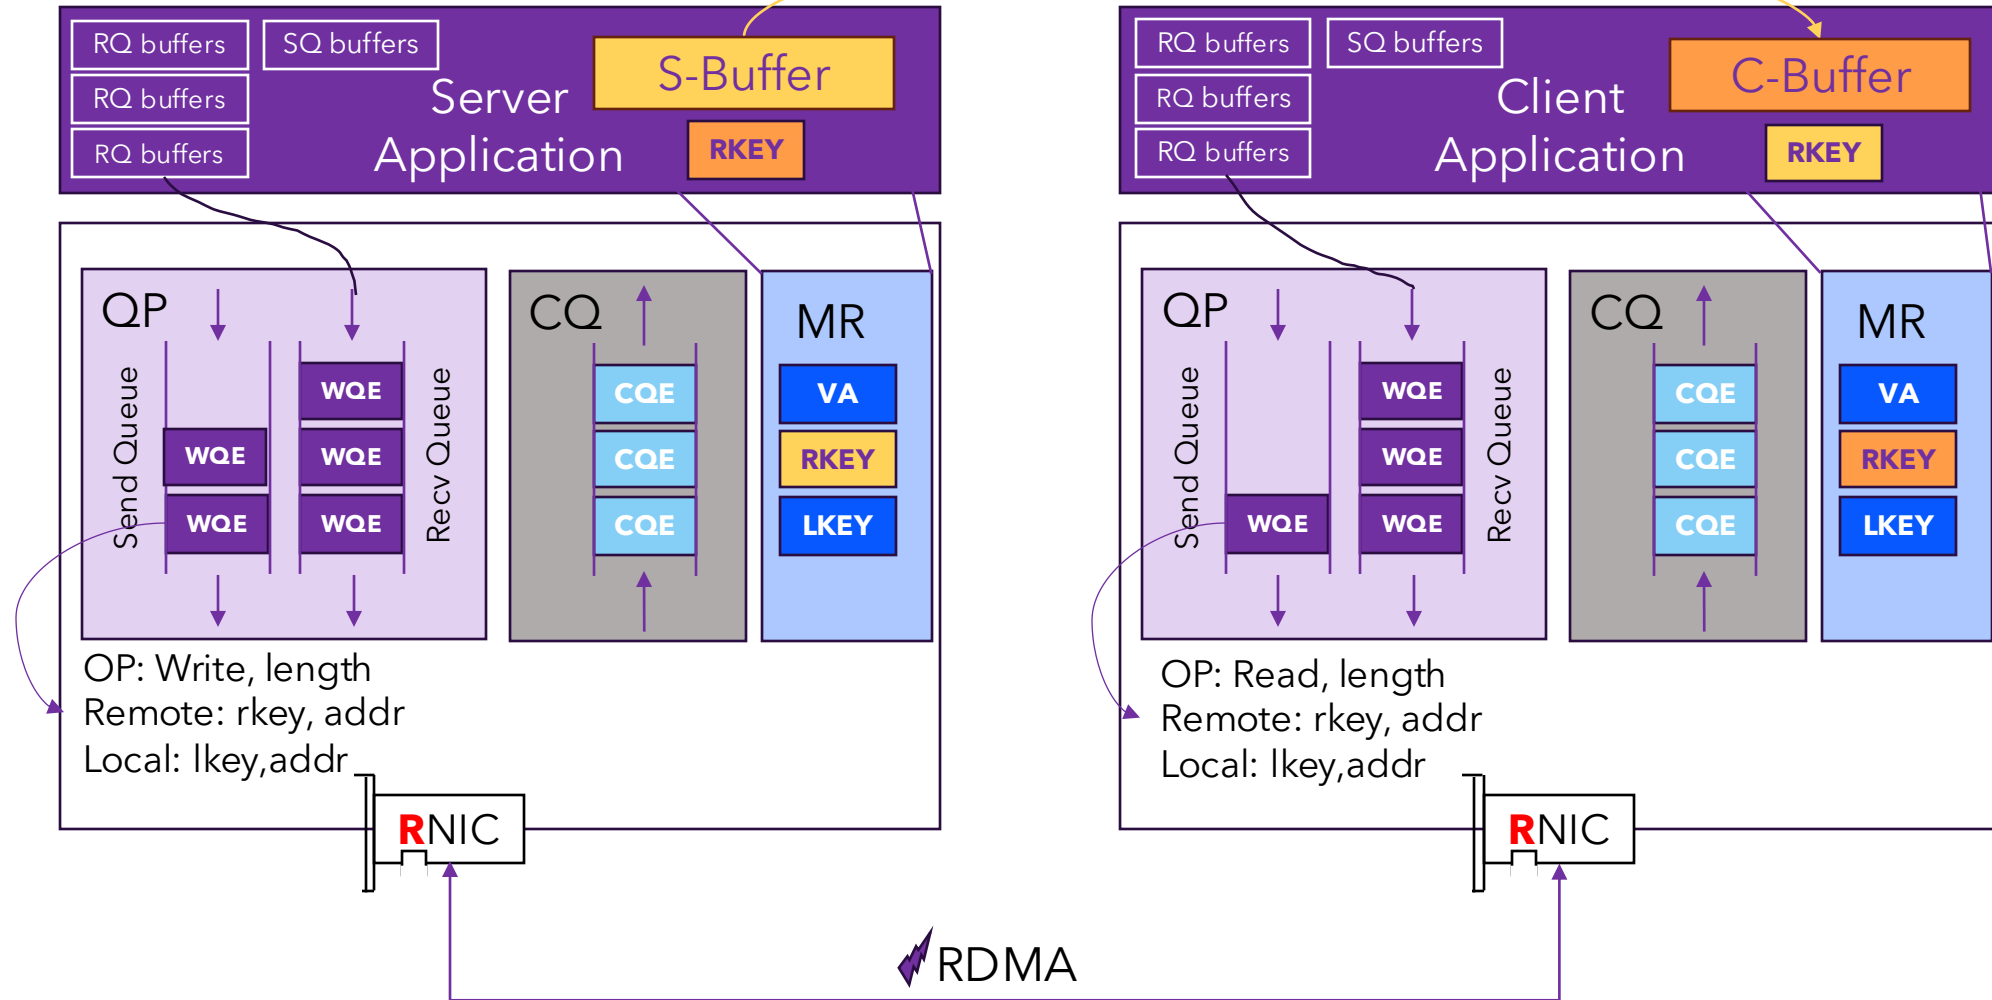 RQ buffers
SQ buffers
RQ buffers
RQ buffers
Server
Application
S-Buffer
RKEY
QP
Send Queue
WQE
WQE
WQE
WQE
WQE
Recv Queue
CQ
CQE
CQE
CQE
MR
VA
RKEY
LKEY
OP: Write, length
Remote: rkey, addr
Local: lkey,addr
RNIC
RQ buffers
SQ buffers
RQ buffers
RQ buffers
Client
Application
C-Buffer
RKEY
QP
Send Queue
WQE
WQE
WQE
WQE
Recv Queue
CQ
CQE
CQE
CQE
MR
VA
RKEY
LKEY
OP: Read, length
Remote: rkey, addr
Local: lkey,addr
RNIC
RDMA